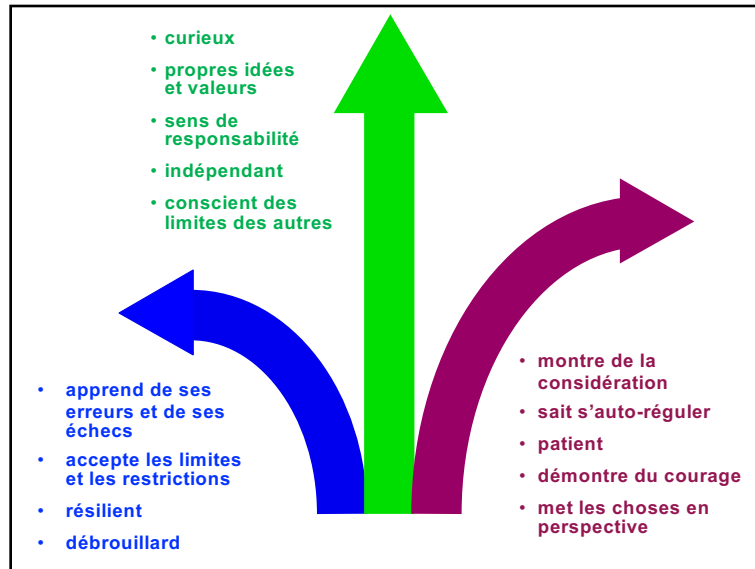 • curieux
• propres idées
et valeurs
• sens de
responsabilité
• indépendant
• conscient des
limites des autres
• apprend de ses
erreurs et de ses
échecs
• accepte les limites
et les restrictions
• résilient
• débrouillard
• montre de la
considération
• sait s’auto-réguler
• patient
• démontre du courage
• met les choses en
perspective